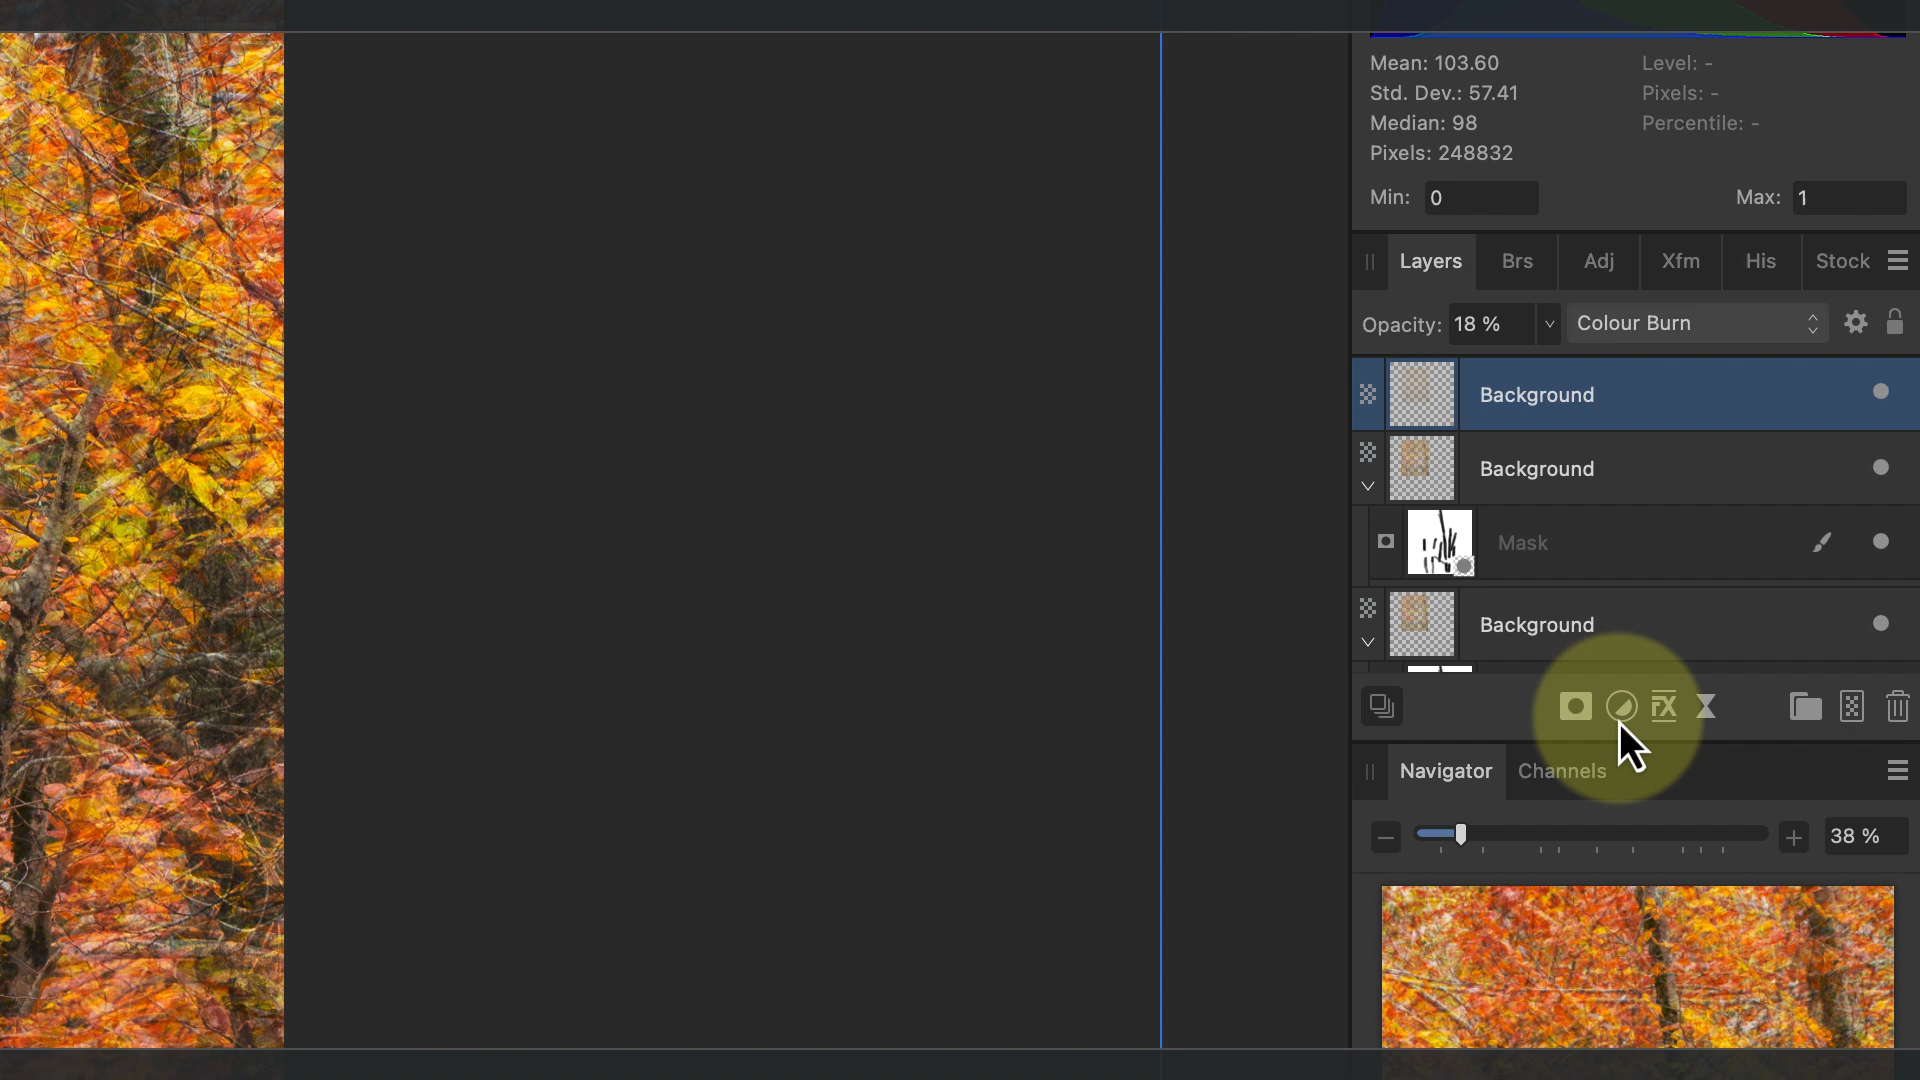 Mean: 103.60
Level: -
Std. Dev.: 57.41
Pixels: -
Median: 98
Percentile: -
Pixels: 248832
Min: 0
Max: 1
Layers
Brs
Adj
Xfm
His
Stock
Opacity: 18 %
Colour Burn
Background
Background
Mask
Background
FX
Navigator
Channels
38 %